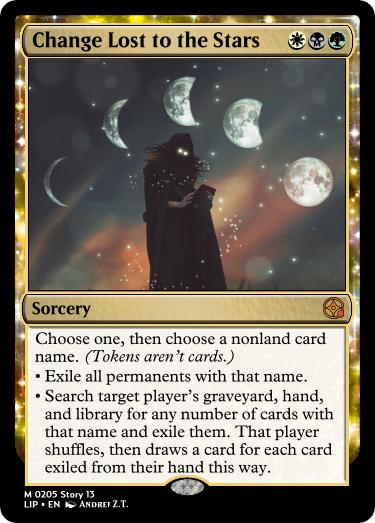 Change Lost to the Stars
Sorcery
Choose one, then choose a nonland card
name. (Tokens aren't cards.)
• Exile all permanents with that name.
• Search target player's graveyard, hand,
and library for any number of cards with
that name and exile them. That player
shuffles, then draws a card for each card
exiled from their hand this way.
M 0205 Story 13
LIP • EN Andrei Z.T.